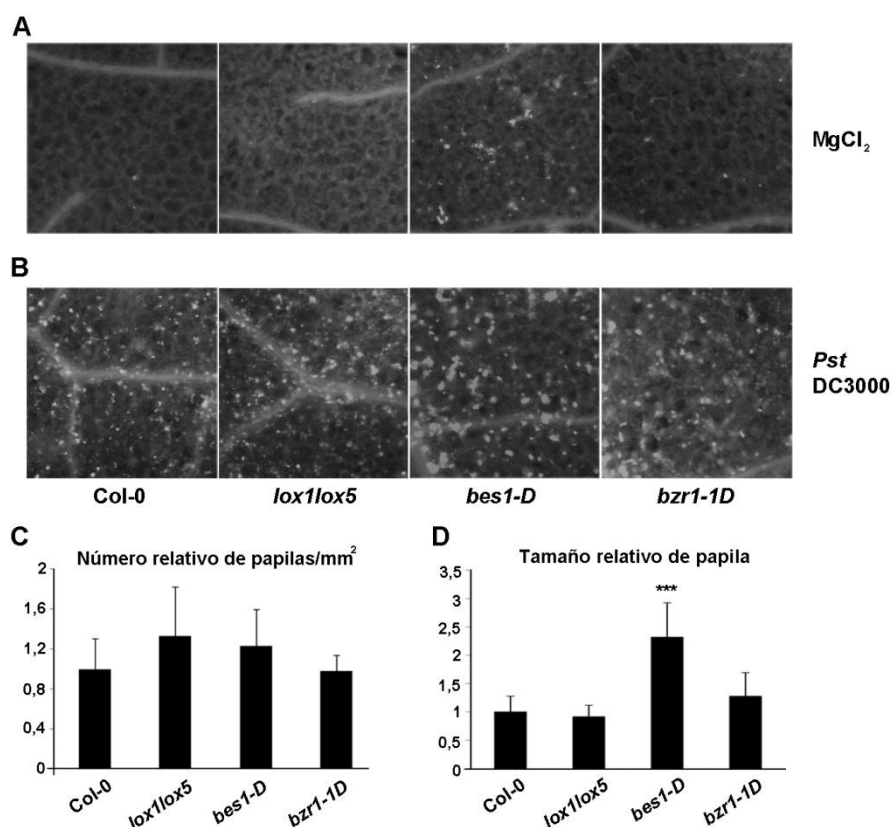 A
MgCl₂
B
Pst
DC3000
Col-0 lox1lox5 bes1-D bzr1-1D
C
Número relativo de papilas/mm²
2
1,6
1,2
0,8
0,4
0
Col-0 lox1lox5 bes1-D bzr1-1D
D
Tamaño relativo de papila
3,5
3
2,5
2
1,5
1
0,5
0
***
Col-0 lox1lox5 bes1-D bzr1-1D